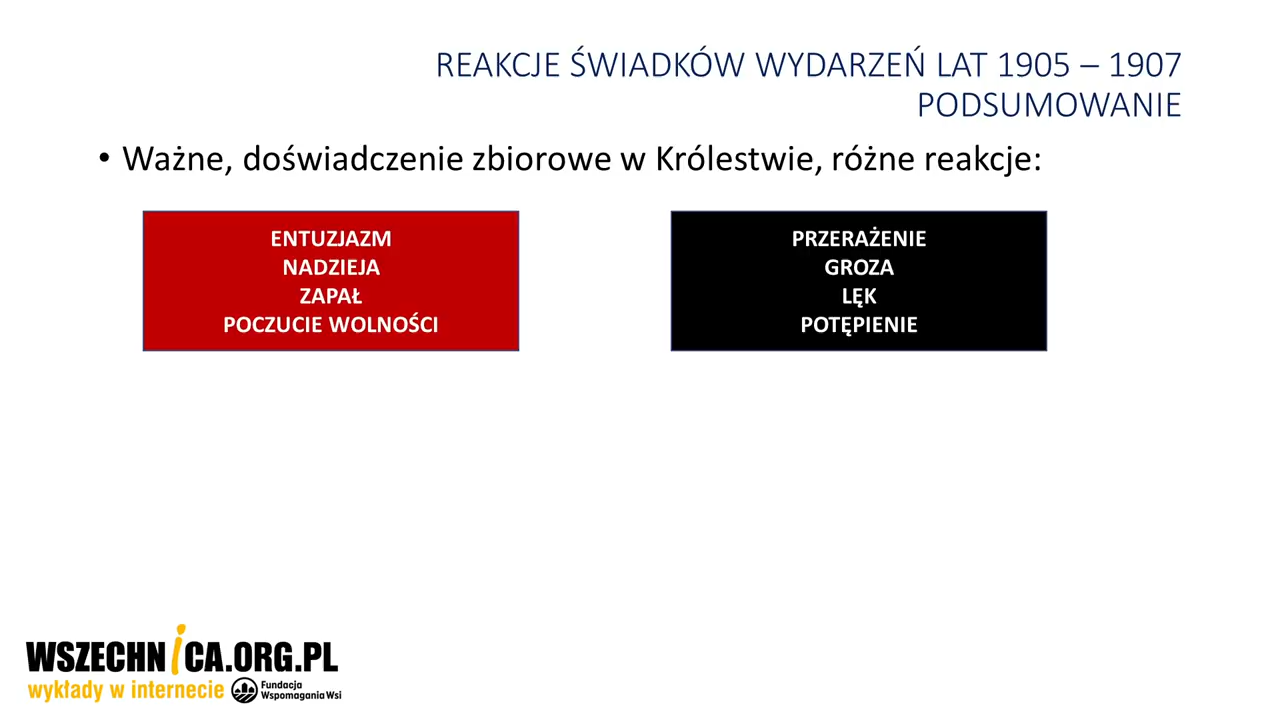 REAKCJE ŚWIADKÓW WYDARZEŃ LAT 1905 – 1907
PODSUMOWANIE
• Ważne, doświadczenie zbiorowe w Królestwie, różne reakcje:
ENTUZJAZM
NADZIEJA
ZAPAŁ
POCZUCIE WOLNOŚCI
PRZERAŻENIE
GROZA
LĘK
POTĘPIENIE
WSZECHNICA.ORG.PL
wykłady w internecie
Fundacja
Wspomagania Wsi